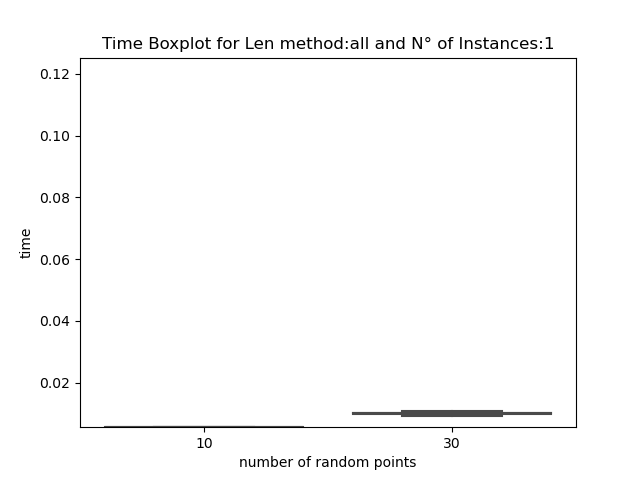 Time Boxplot for Len method:all and N° of Instances:1
0.12
0.10
0.08
0.06
0.04
0.02
time
10
30
number of random points